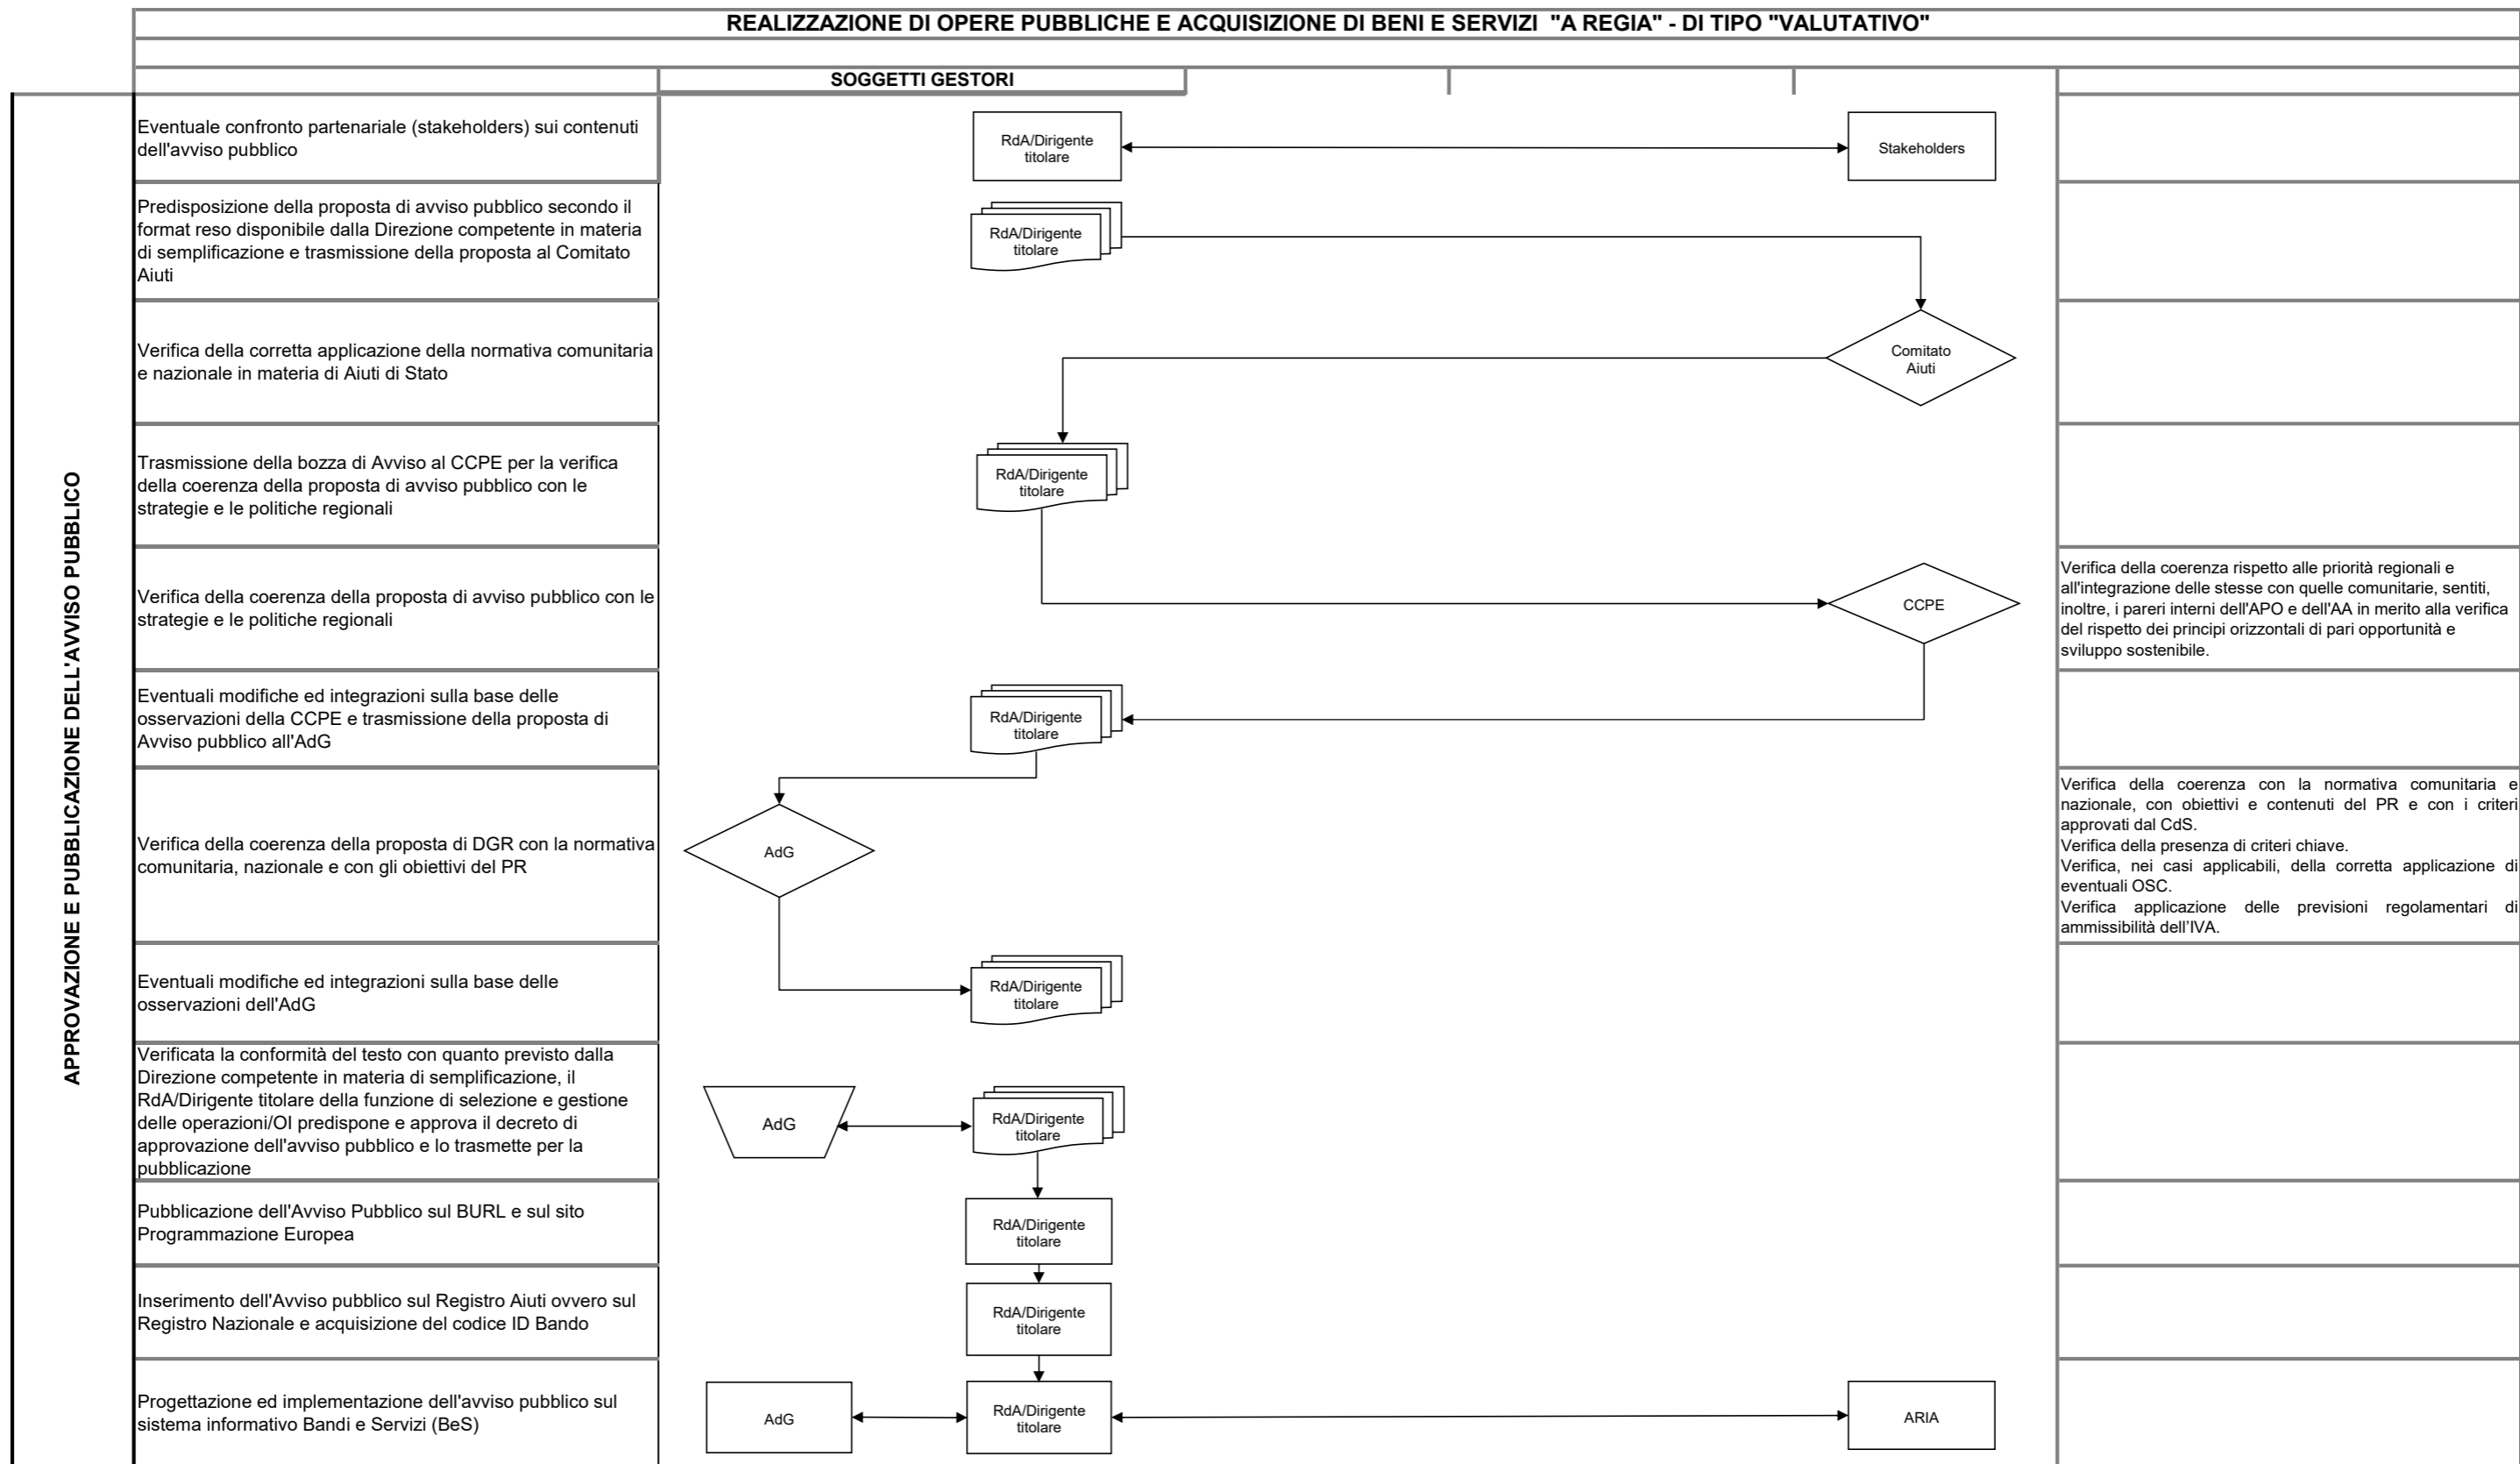 REALIZZAZIONE DI OPERE PUBBLICHE E ACQUISIZIONE DI BENI E SERVIZI "A REGIA" - DI TIPO "VALUTATIVO"
SOGGETTI GESTORI
APPROVAZIONE E PUBBLICAZIONE DELL'AVVISO PUBBLICO
Eventuale confronto partenariale (stakeholders) sui contenuti
dell'avviso pubblico
RdA/Dirigente
titolare
Stakeholders
Predisposizione della proposta di avviso pubblico secondo il
format reso disponibile dalla Direzione competente in materia
di semplificazione e trasmissione della proposta al Comitato
Aiuti
RdA/Dirigente
titolare
Verifica della corretta applicazione della normativa comunitaria
e nazionale in materia di Aiuti di Stato
Comitato
Aiuti
Trasmissione della bozza di Avviso al CCPE per la verifica
della coerenza della proposta di avviso pubblico con le
strategie e le politiche regionali
RdA/Dirigente
titolare
Verifica della coerenza della proposta di avviso pubblico con le
strategie e le politiche regionali
CCPE
Verifica della coerenza rispetto alle priorità regionali e
all'integrazione delle stesse con quelle comunitarie, sentiti,
inoltre, i pareri interni dell'APO e dell'AA in merito alla verifica
del rispetto dei principi orizzontali di pari opportunità e
sviluppo sostenibile.
Eventuali modifiche ed integrazioni sulla base delle
osservazioni della CCPE e trasmissione della proposta di
Avviso pubblico all'AdG
RdA/Dirigente
titolare
Verifica della coerenza della proposta di DGR con la normativa
comunitaria, nazionale e con gli obiettivi del PR
AdG
Verifica della coerenza con la normativa comunitaria e
nazionale, con obiettivi e contenuti del PR e con i criteri
approvati dal CdS.
Verifica della presenza di criteri chiave.
Verifica, nei casi applicabili, della corretta applicazione di
eventuali OSC.
Verifica applicazione delle previsioni regolamentari di
ammissibilità dell'IVA.
Eventuali modifiche ed integrazioni sulla base delle
osservazioni dell'AdG
RdA/Dirigente
titolare
Verificata la conformità del testo con quanto previsto dalla
Direzione competente in materia di semplificazione, il
RdA/Dirigente titolare della funzione di selezione e gestione
delle operazioni/OI predispone e approva il decreto di
approvazione dell'avviso pubblico e lo trasmette per la
pubblicazione
AdG
RdA/Dirigente
titolare
Pubblicazione dell'Avviso Pubblico sul BURL e sul sito
Programmazione Europea
RdA/Dirigente
titolare
Inserimento dell'Avviso pubblico sul Registro Aiuti ovvero sul
Registro Nazionale e acquisizione del codice ID Bando
RdA/Dirigente
titolare
Progettazione ed implementazione dell'avviso pubblico sul
sistema informativo Bandi e Servizi (BeS)
AdG
RdA/Dirigente
titolare
ARIA